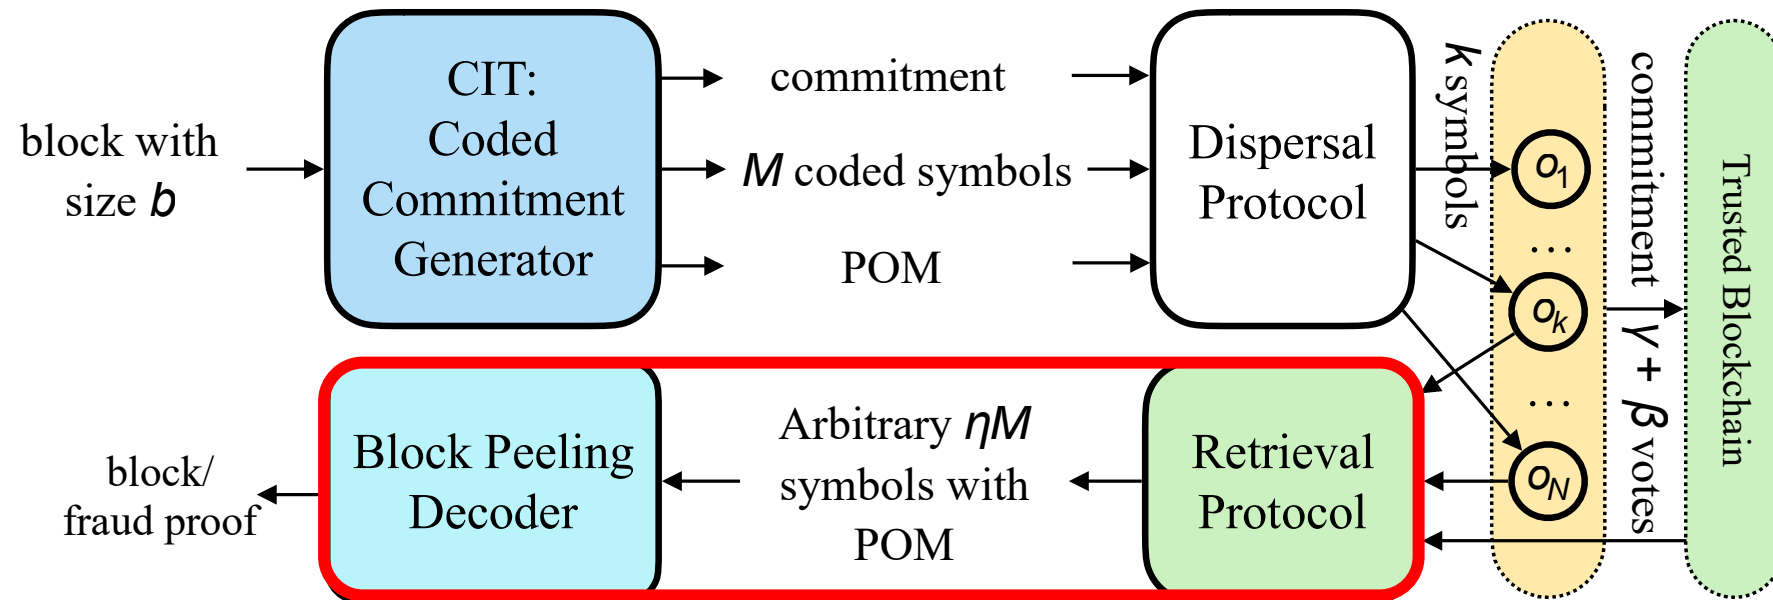 block with
size b
CIT:
Coded
Commitment
Generator
commitment
M coded symbols
POM
Dispersal
Protocol
k symbols
o1
...
ok
...
oN
commitment
γ + β votes
Trusted Blockchain
Retrieval
Protocol
Arbitrary ηM
symbols with
POM
Block Peeling
Decoder
block/
fraud proof